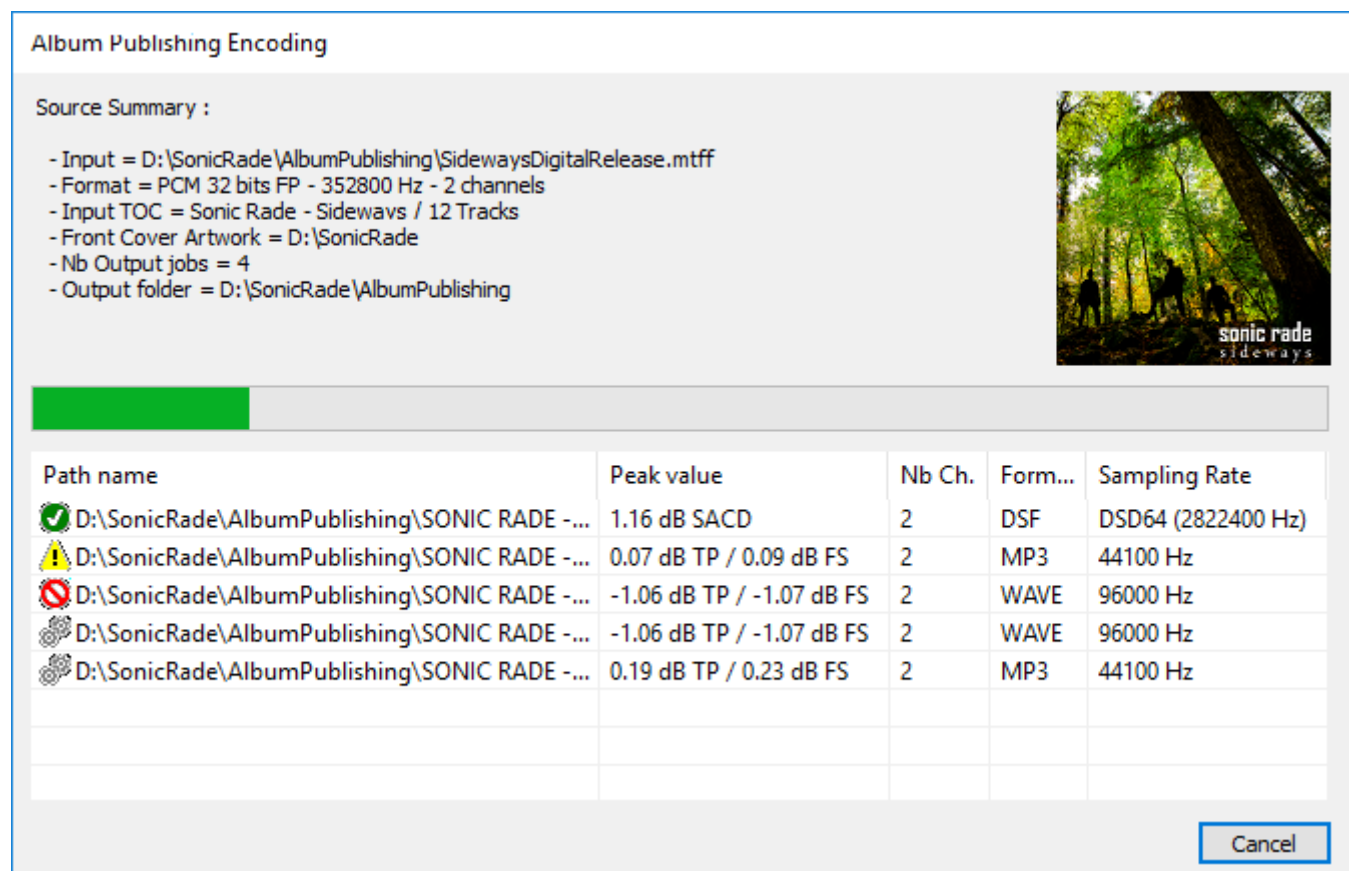 Album Publishing Encoding
Source Summary :
- Input = D:\SonicRade\AlbumPublishing\SidewaysDigitalRelease.mtff
- Format = PCM 32 bits FP - 352800 Hz - 2 channels
- Input TOC = Sonic Rade - Sideways / 12 Tracks
- Front Cover Artwork = D:\SonicRade
- Nb Output jobs = 4
- Output folder = D:\SonicRade\AlbumPublishing
sonic rade
sideways
Path name Peak value Nb Ch. Form... Sampling Rate
D:\SonicRade\AlbumPublishing\SONIC RADE -... 1.16 dB SACD 2 DSF DSD64 (2822400 Hz)
D:\SonicRade\AlbumPublishing\SONIC RADE -... 0.07 dB TP / 0.09 dB FS 2 MP3 44100 Hz
D:\SonicRade\AlbumPublishing\SONIC RADE -... -1.06 dB TP / -1.07 dB FS 2 WAVE 96000 Hz
D:\SonicRade\AlbumPublishing\SONIC RADE -... -1.06 dB TP / -1.07 dB FS 2 WAVE 96000 Hz
D:\SonicRade\AlbumPublishing\SONIC RADE -... 0.19 dB TP / 0.23 dB FS 2 MP3 44100 Hz
Cancel